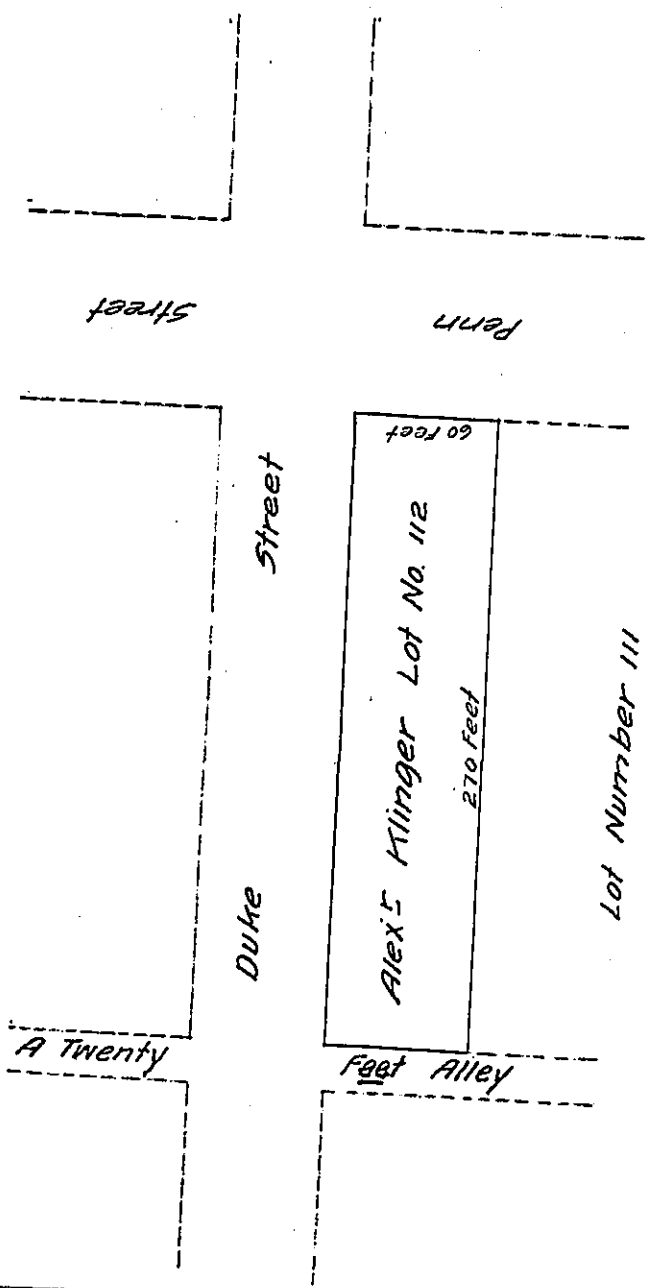 Penn Street
60 Feet
Duke Street
Alex'r Klinger Lot No. 112
270 Feet
Lot Number 111
A Twenty Feet Alley